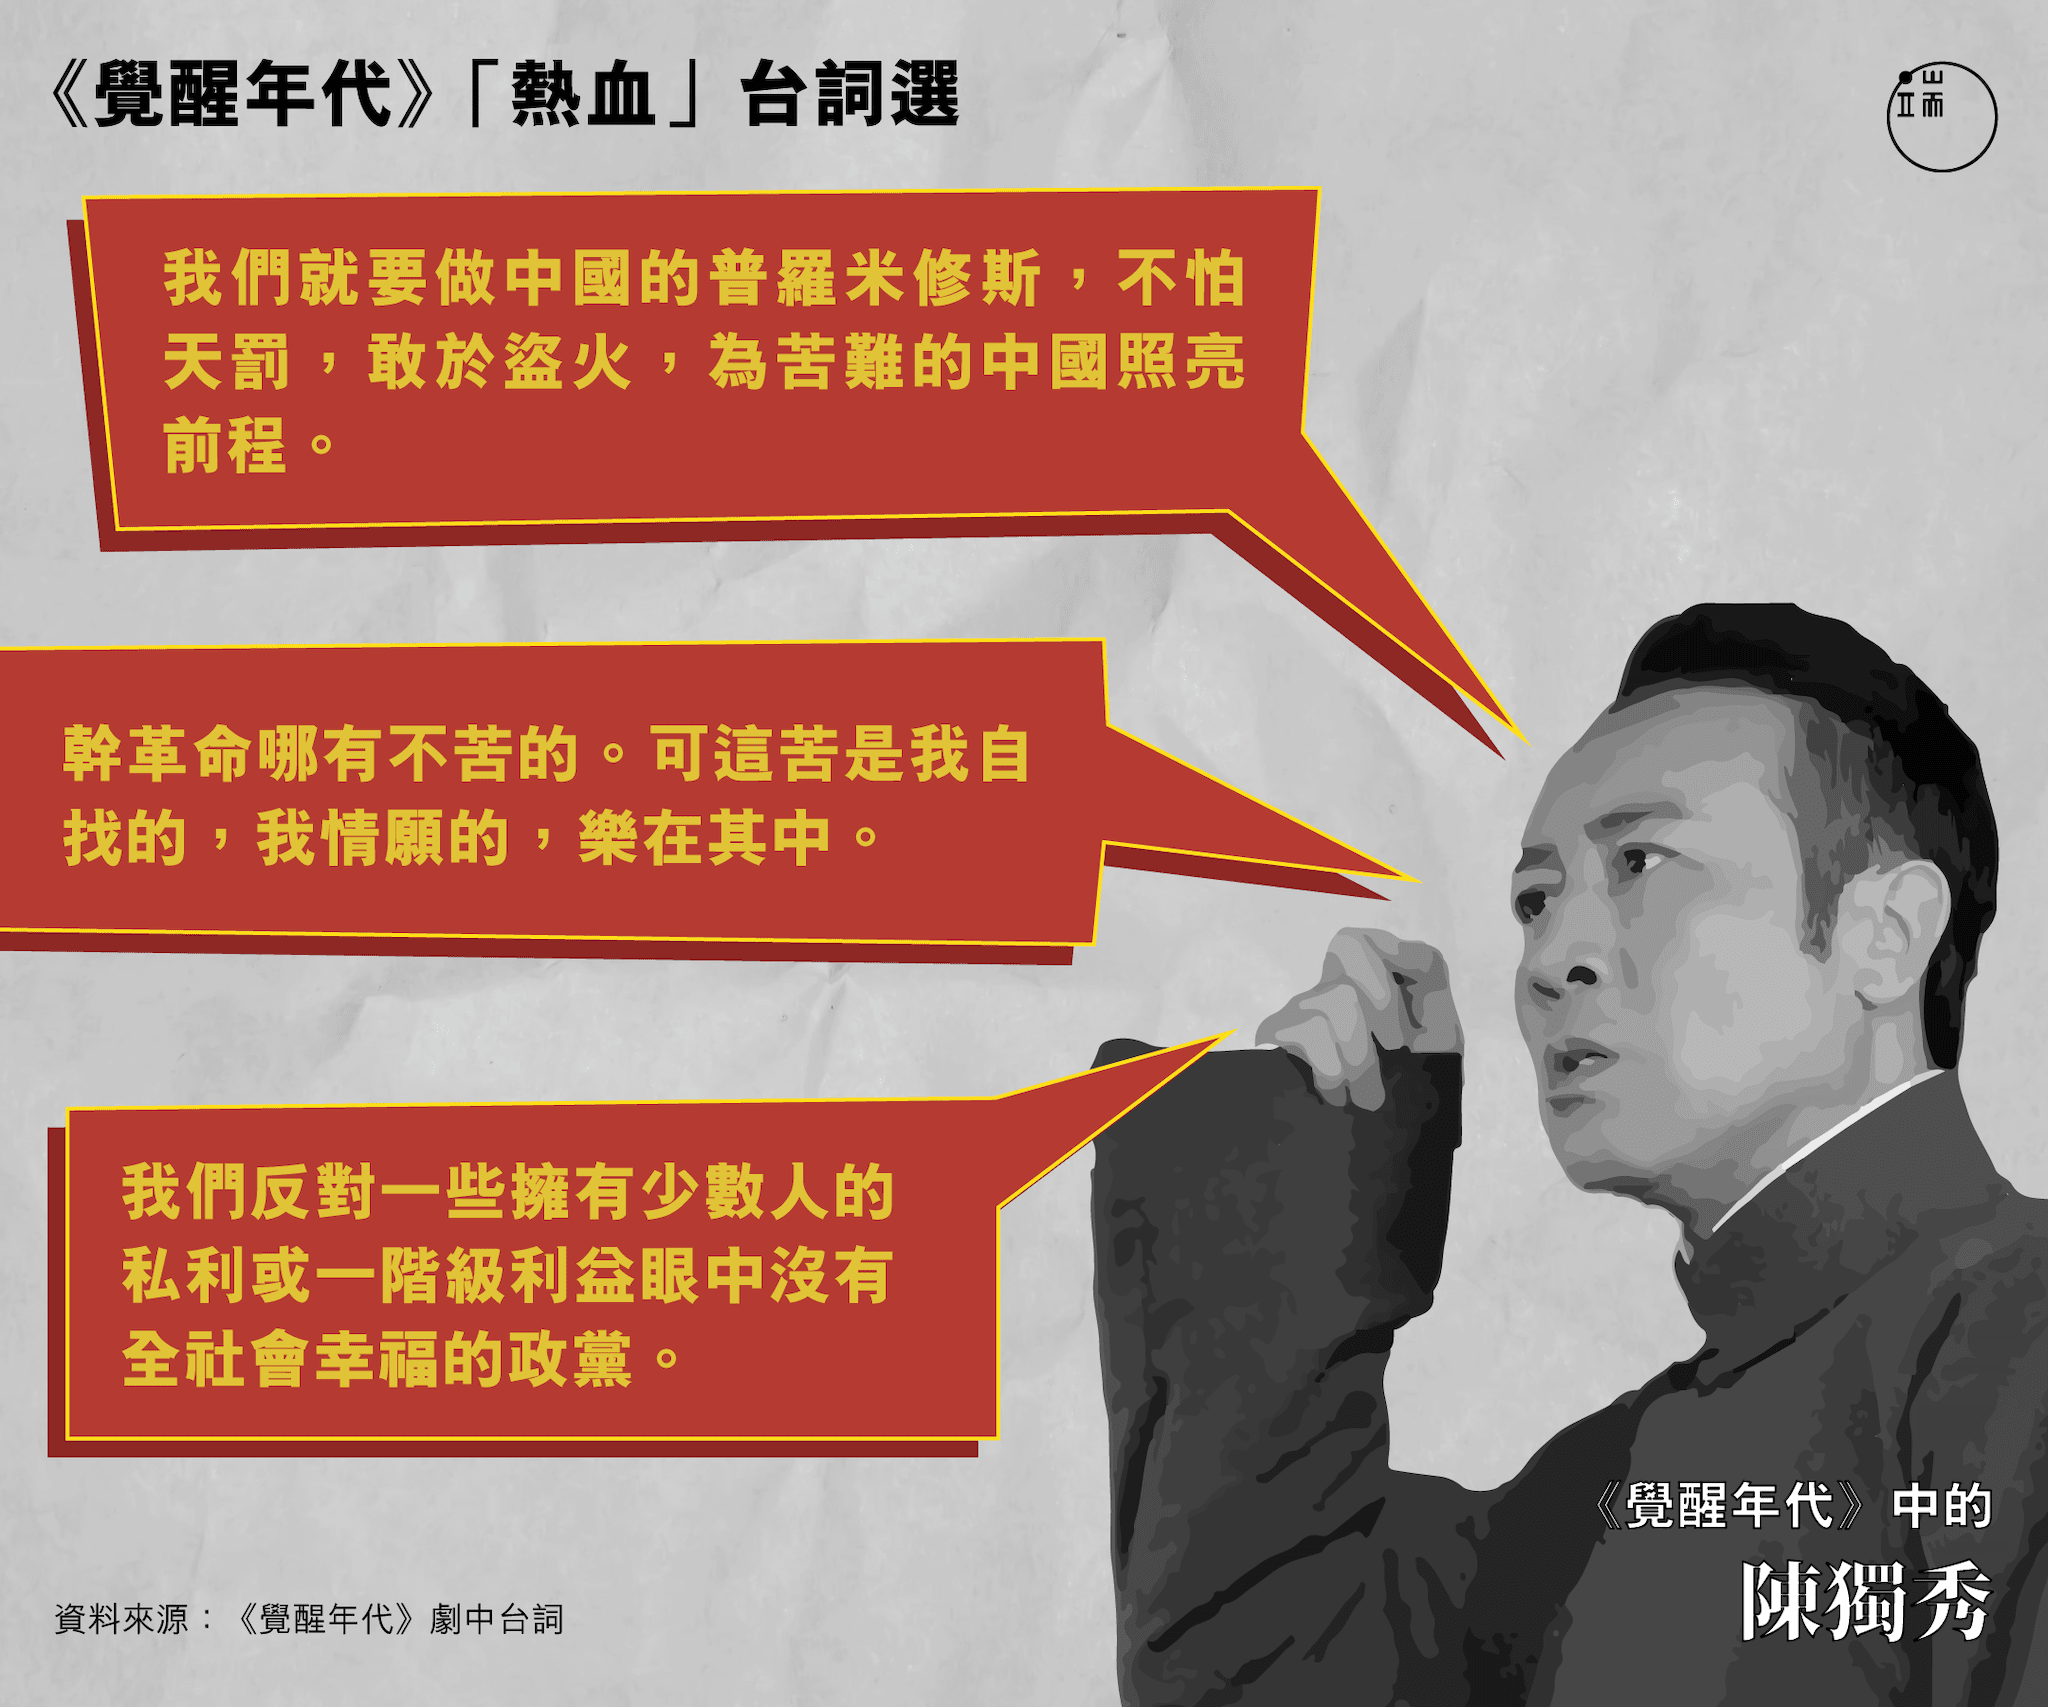 《覺醒年代》「熱血」台詞選
端
我們就要做中國的普羅米修斯，不怕
天罰，敢於盜火，為苦難的中國照亮
前程。
幹革命哪有不苦的。可這苦是我自
找的，我情願的，樂在其中。
我們反對一些擁有少數人的
私利或一階級利益眼中沒有
全社會幸福的政黨。
《覺醒年代》中的
陳獨秀
資料來源：《覺醒年代》劇中台詞